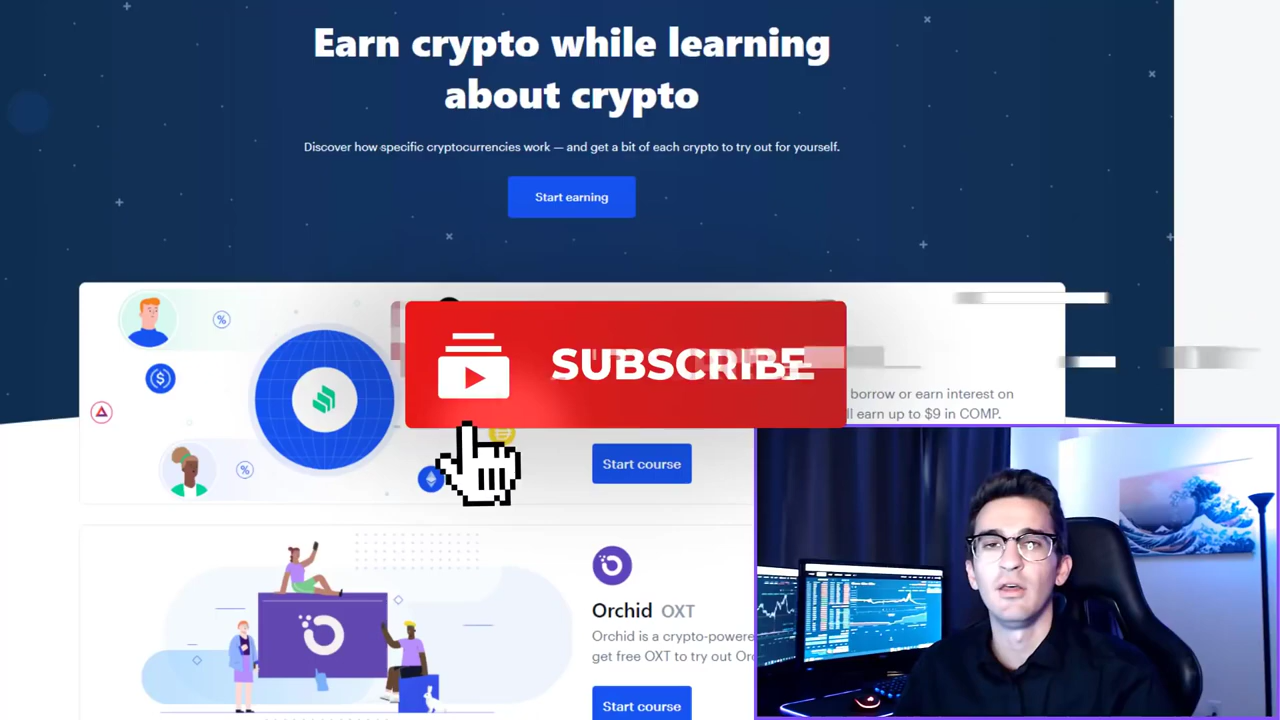 Earn crypto while learning
about crypto
Discover how specific cryptocurrencies work — and get a bit of each crypto to try out for yourself.
Start earning
SUBSCRIBE
borrow or earn interest on
earn up to $9 in COMP.
Start course
Orchid OXT
Orchid is a crypto-powere
get free OXT to try out
Start course